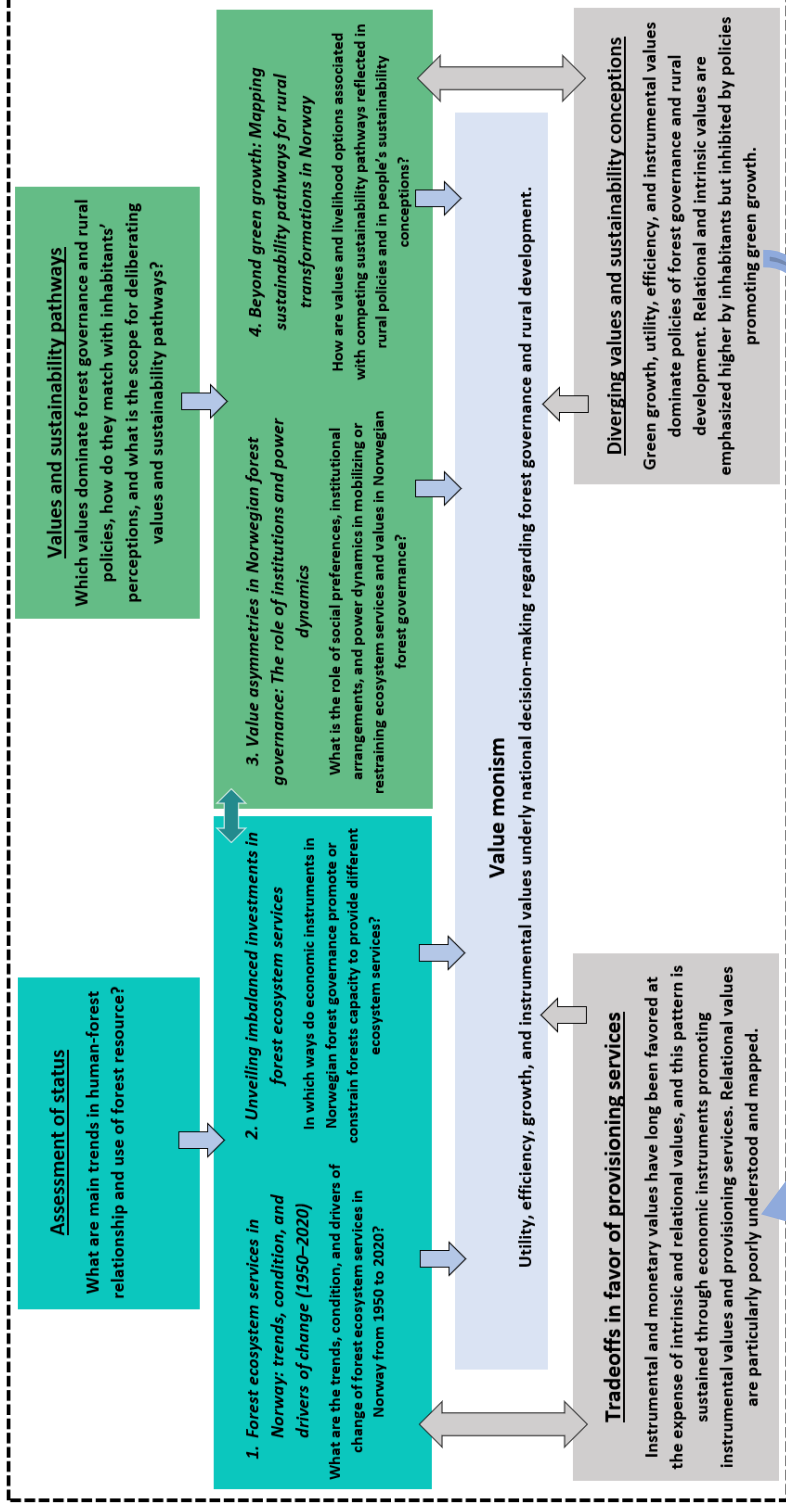 Assessment of status
What are main trends in human-forest
relationship and use of forest resource?
Values and sustainability pathways
Which values dominate forest governance and rural
policies, how do they match with inhabitants'
perceptions, and what is the scope for deliberating
values and sustainability pathways?
1. Forest ecosystem services in
Norway: trends, condition, and
drivers of change (1950–2020)
What are the trends, condition, and drivers of
change of forest ecosystem services in
Norway from 1950 to 2020?
2. Unveiling imbalanced investments in
forest ecosystem services
In which ways do economic instruments in
Norwegian forest governance promote or
constrain forests capacity to provide different
ecosystem services?
3. Value asymmetries in Norwegian forest
governance: The role of institutions and power
dynamics
What is the role of social preferences, institutional
arrangements, and power dynamics in mobilizing or
restraining ecosystem services and values in Norwegian
forest governance?
4. Beyond green growth: Mapping
sustainability pathways for rural
transformations in Norway
How are values and livelihood options associated
with competing sustainability pathways reflected in
rural policies and in people's sustainability
conceptions?
Value monism
Utility, efficiency, growth, and instrumental values underly national decision-making regarding forest governance and rural development.
Tradeoffs in favor of provisioning services
Instrumental and monetary values have long been favored at
the expense of intrinsic and relational values, and this pattern is
sustained through economic instruments promoting
instrumental values and provisioning services. Relational values
are particularly poorly understood and mapped.
Diverging values and sustainability conceptions
Green growth, utility, efficiency, and instrumental values
dominate policies of forest governance and rural
development. Relational and intrinsic values are
emphasized higher by inhabitants but inhibited by policies
promoting green growth.